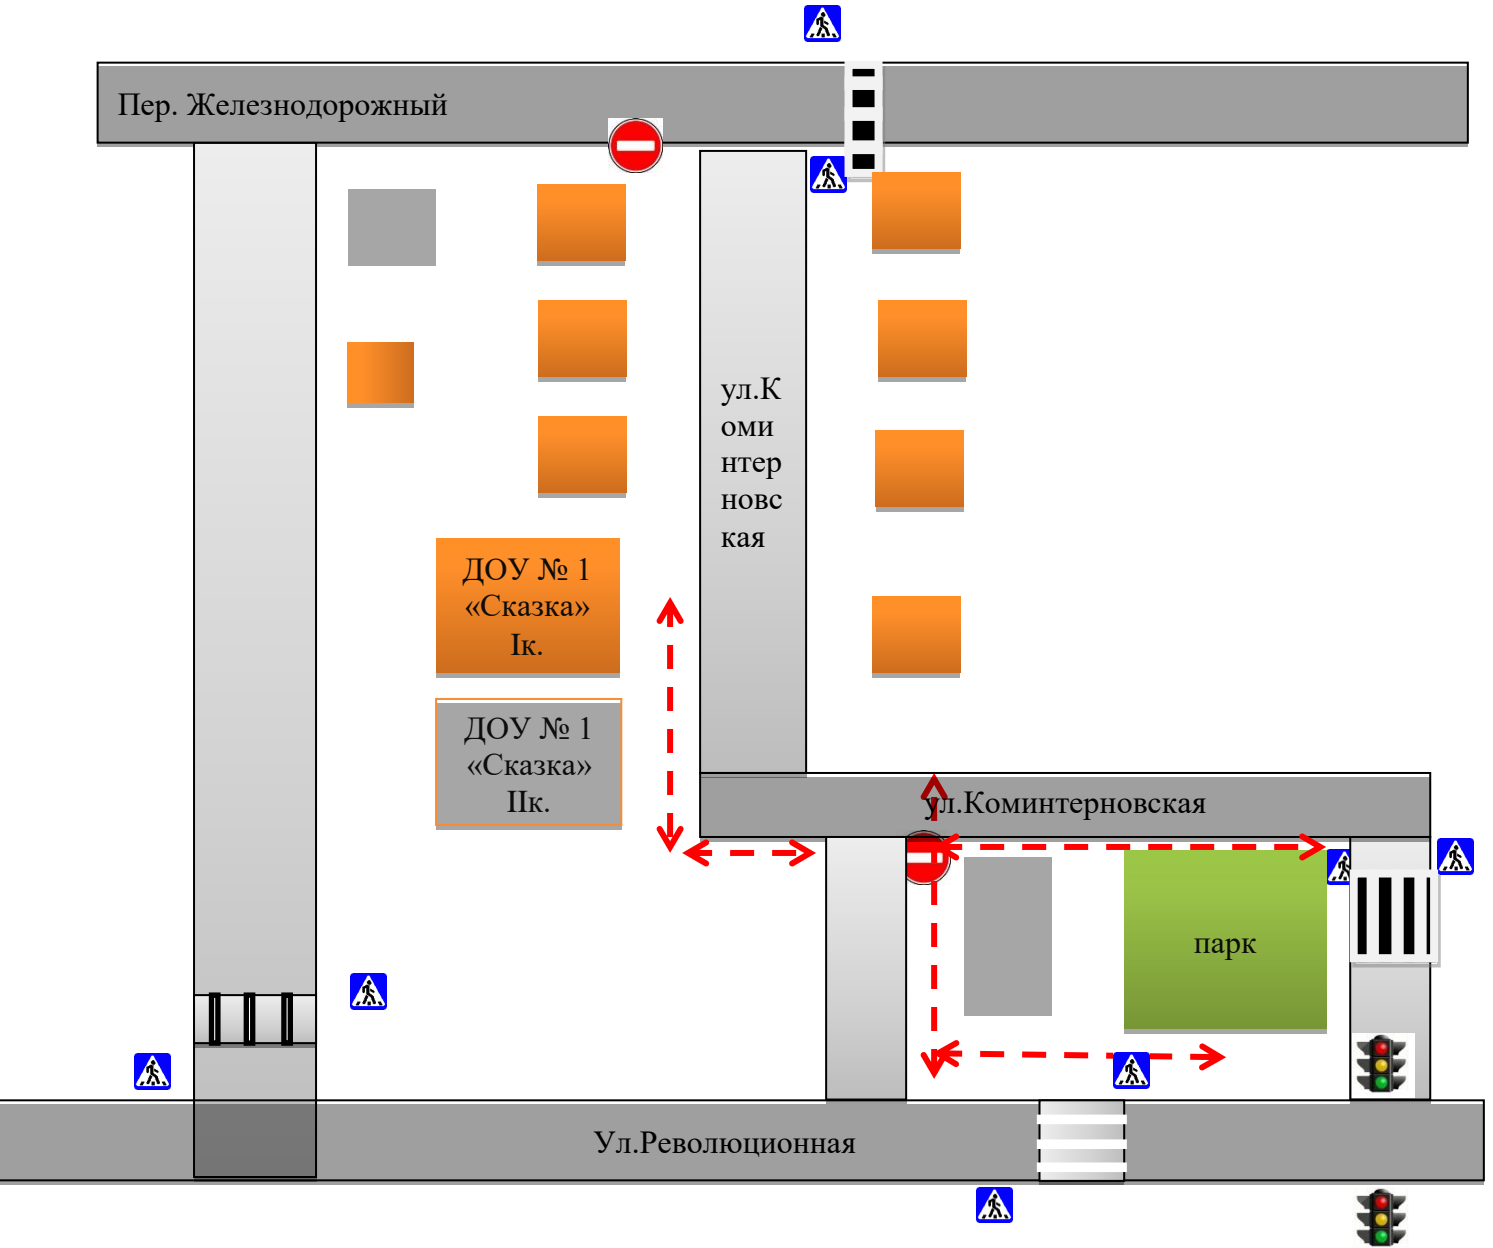 Пер. Железнодорожный
ул.К
оми
нтер
новс
кая
ДОУ № 1
«Сказка»
Iк.
ДОУ № 1
«Сказка»
IIк.
ул.Коминтерновская
парк
Ул.Революционная